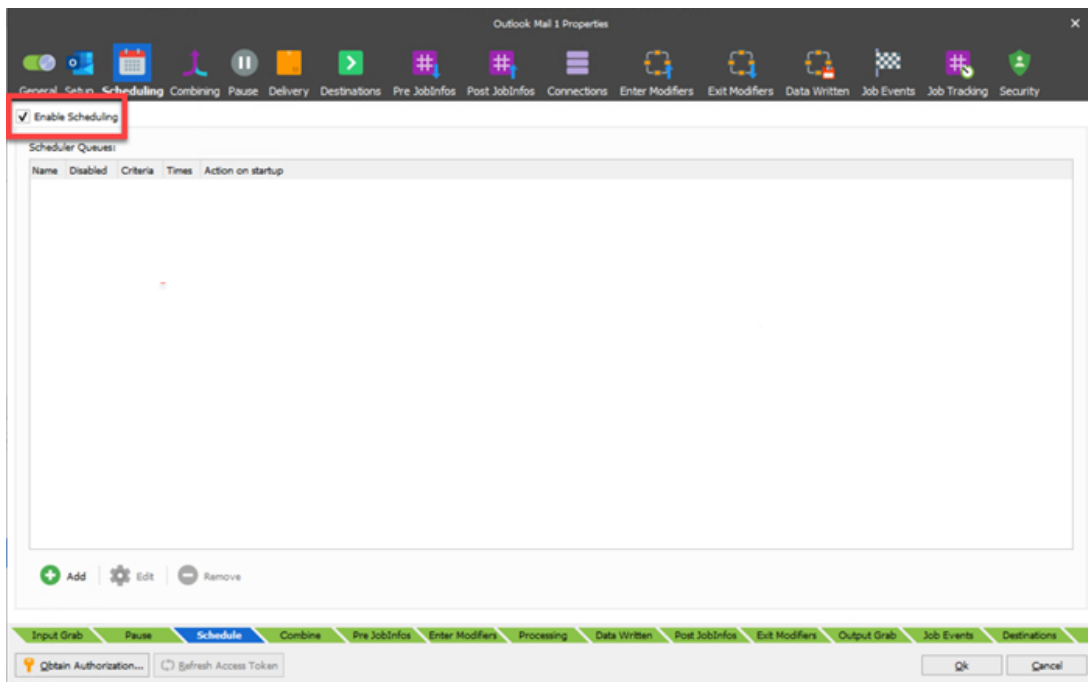 Outlook Mail 1 Properties
General Setup Scheduling Combining Pause Delivery Destinations Pre JobInfos Post JobInfos Connections Enter Modifiers Exit Modifiers Data Written Job Events Job Tracking Security
Enable Scheduling
Scheduler Queues:
Name Disabled Criteria Times Action on startup
Add Edit Remove
Input Grab Pause Schedule Combine Pre JobInfos Enter Modifiers Processing Data Written Post JobInfos Exit Modifiers Output Grab Job Events Destinations
Obtain Authorization... Refresh Access Token Ok Cancel